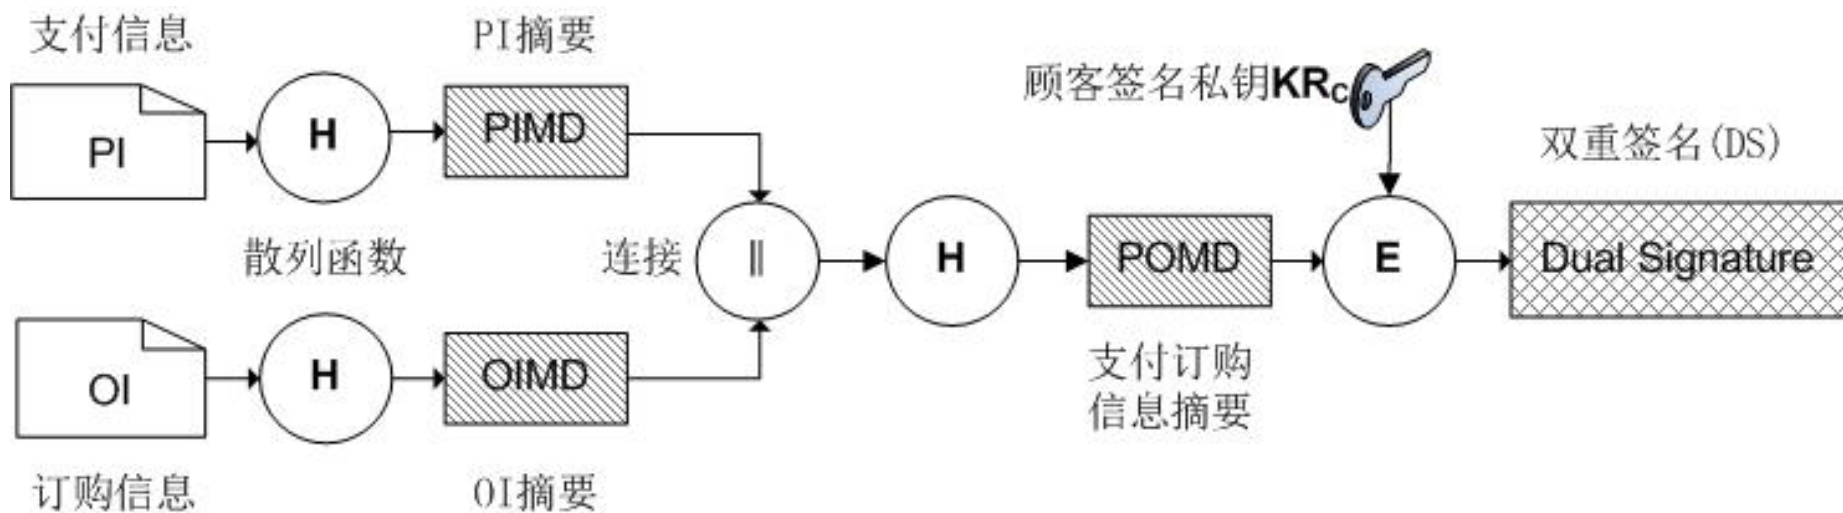 支付信息
PI摘要
顾客签名私钥KRC
双重签名(DS)
PI
H
PIMD
散列函数
连接
||
H
POMD
E
Dual Signature
支付订购
信息摘要
OI
H
OIMD
订购信息
OI摘要